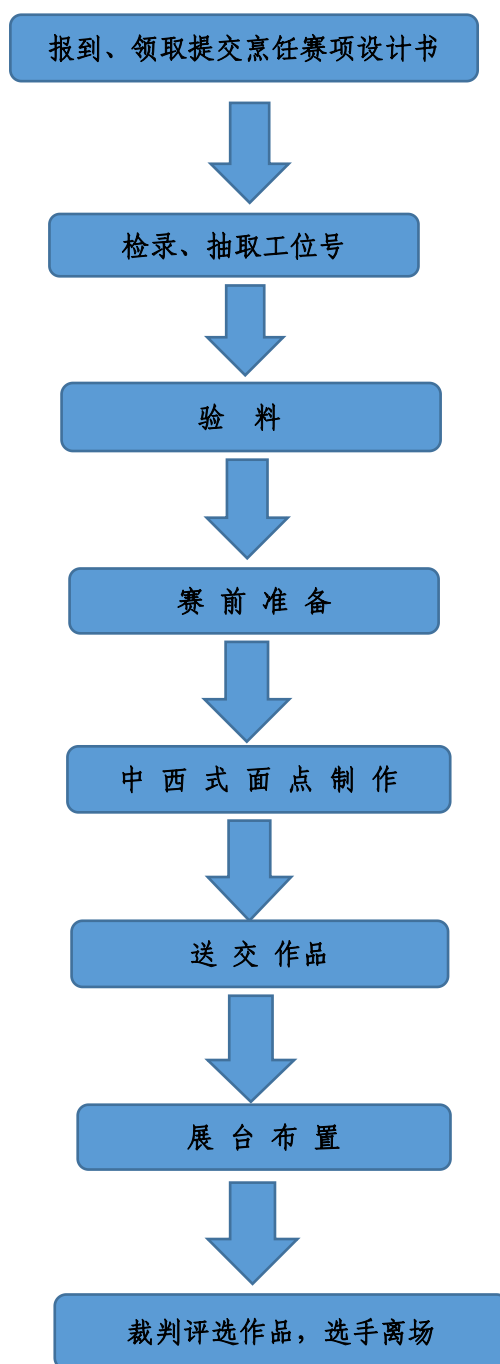 报到、领取提交烹饪赛项设计书
检录、抽取工位号
验 料
赛 前 准 备
中 西 式 面 点 制 作
送 交 作品
展 台 布 置
裁判评选作品，选手离场